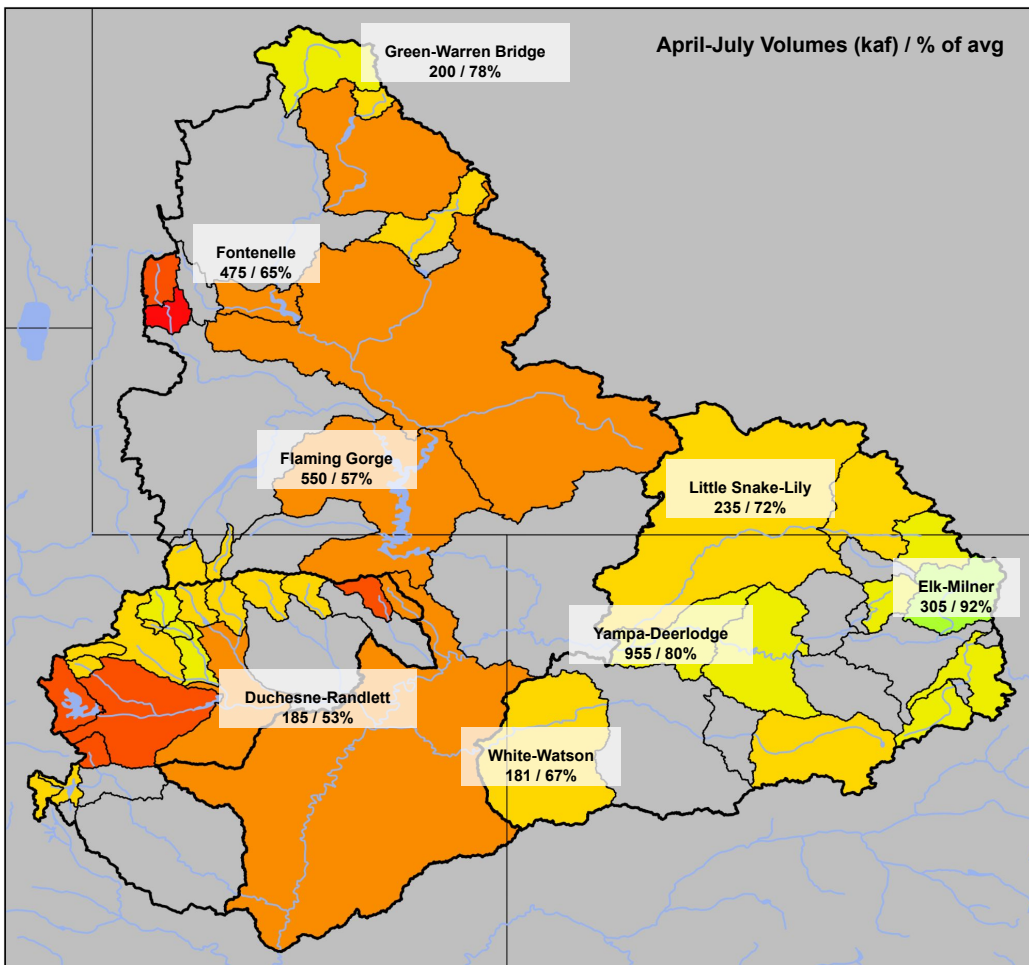 April-July Volumes (kaf) / % of avg
Green-Warren Bridge
200 / 78%
Fontenelle
475 / 65%
Flaming Gorge
550 / 57%
Little Snake-Lily
235 / 72%
Elk-Milner
305 / 92%
Yampa-Deerlodge
955 / 80%
Duchesne-Randlett
185 / 53%
White-Watson
181 / 67%